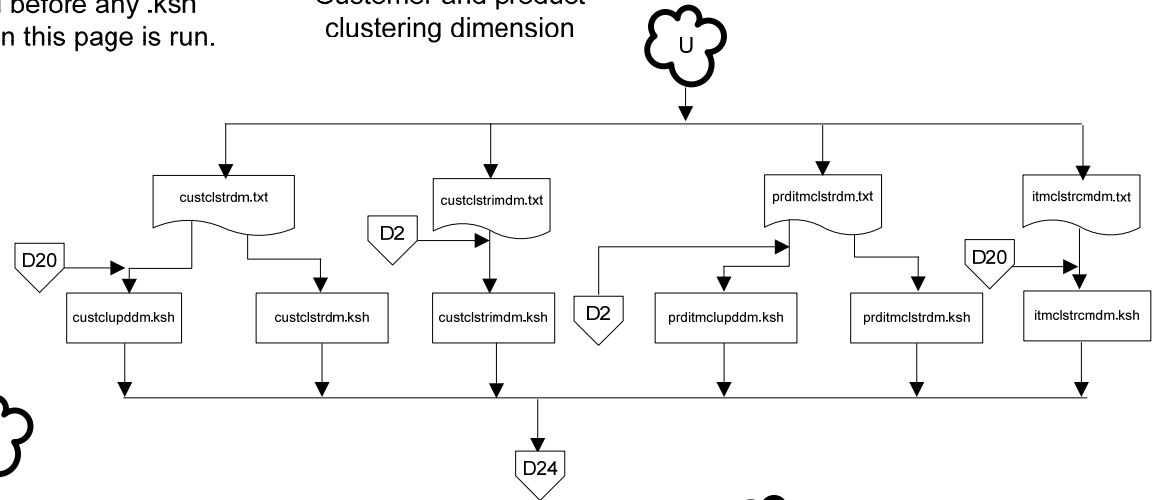 before any .ksh
n this page is run.
Customer and product
clustering dimension
U
custclstrdm.txt
custclstrimdm.txt
prditmclstrdm.txt
itmclstrcmdm.txt
D20
D2
D2
D20
custclupddm.ksh
custclstrdm.ksh
custclstrimdm.ksh
prditmclupddm.ksh
prditmclstrdm.ksh
itmclstrcmdm.ksh
D24